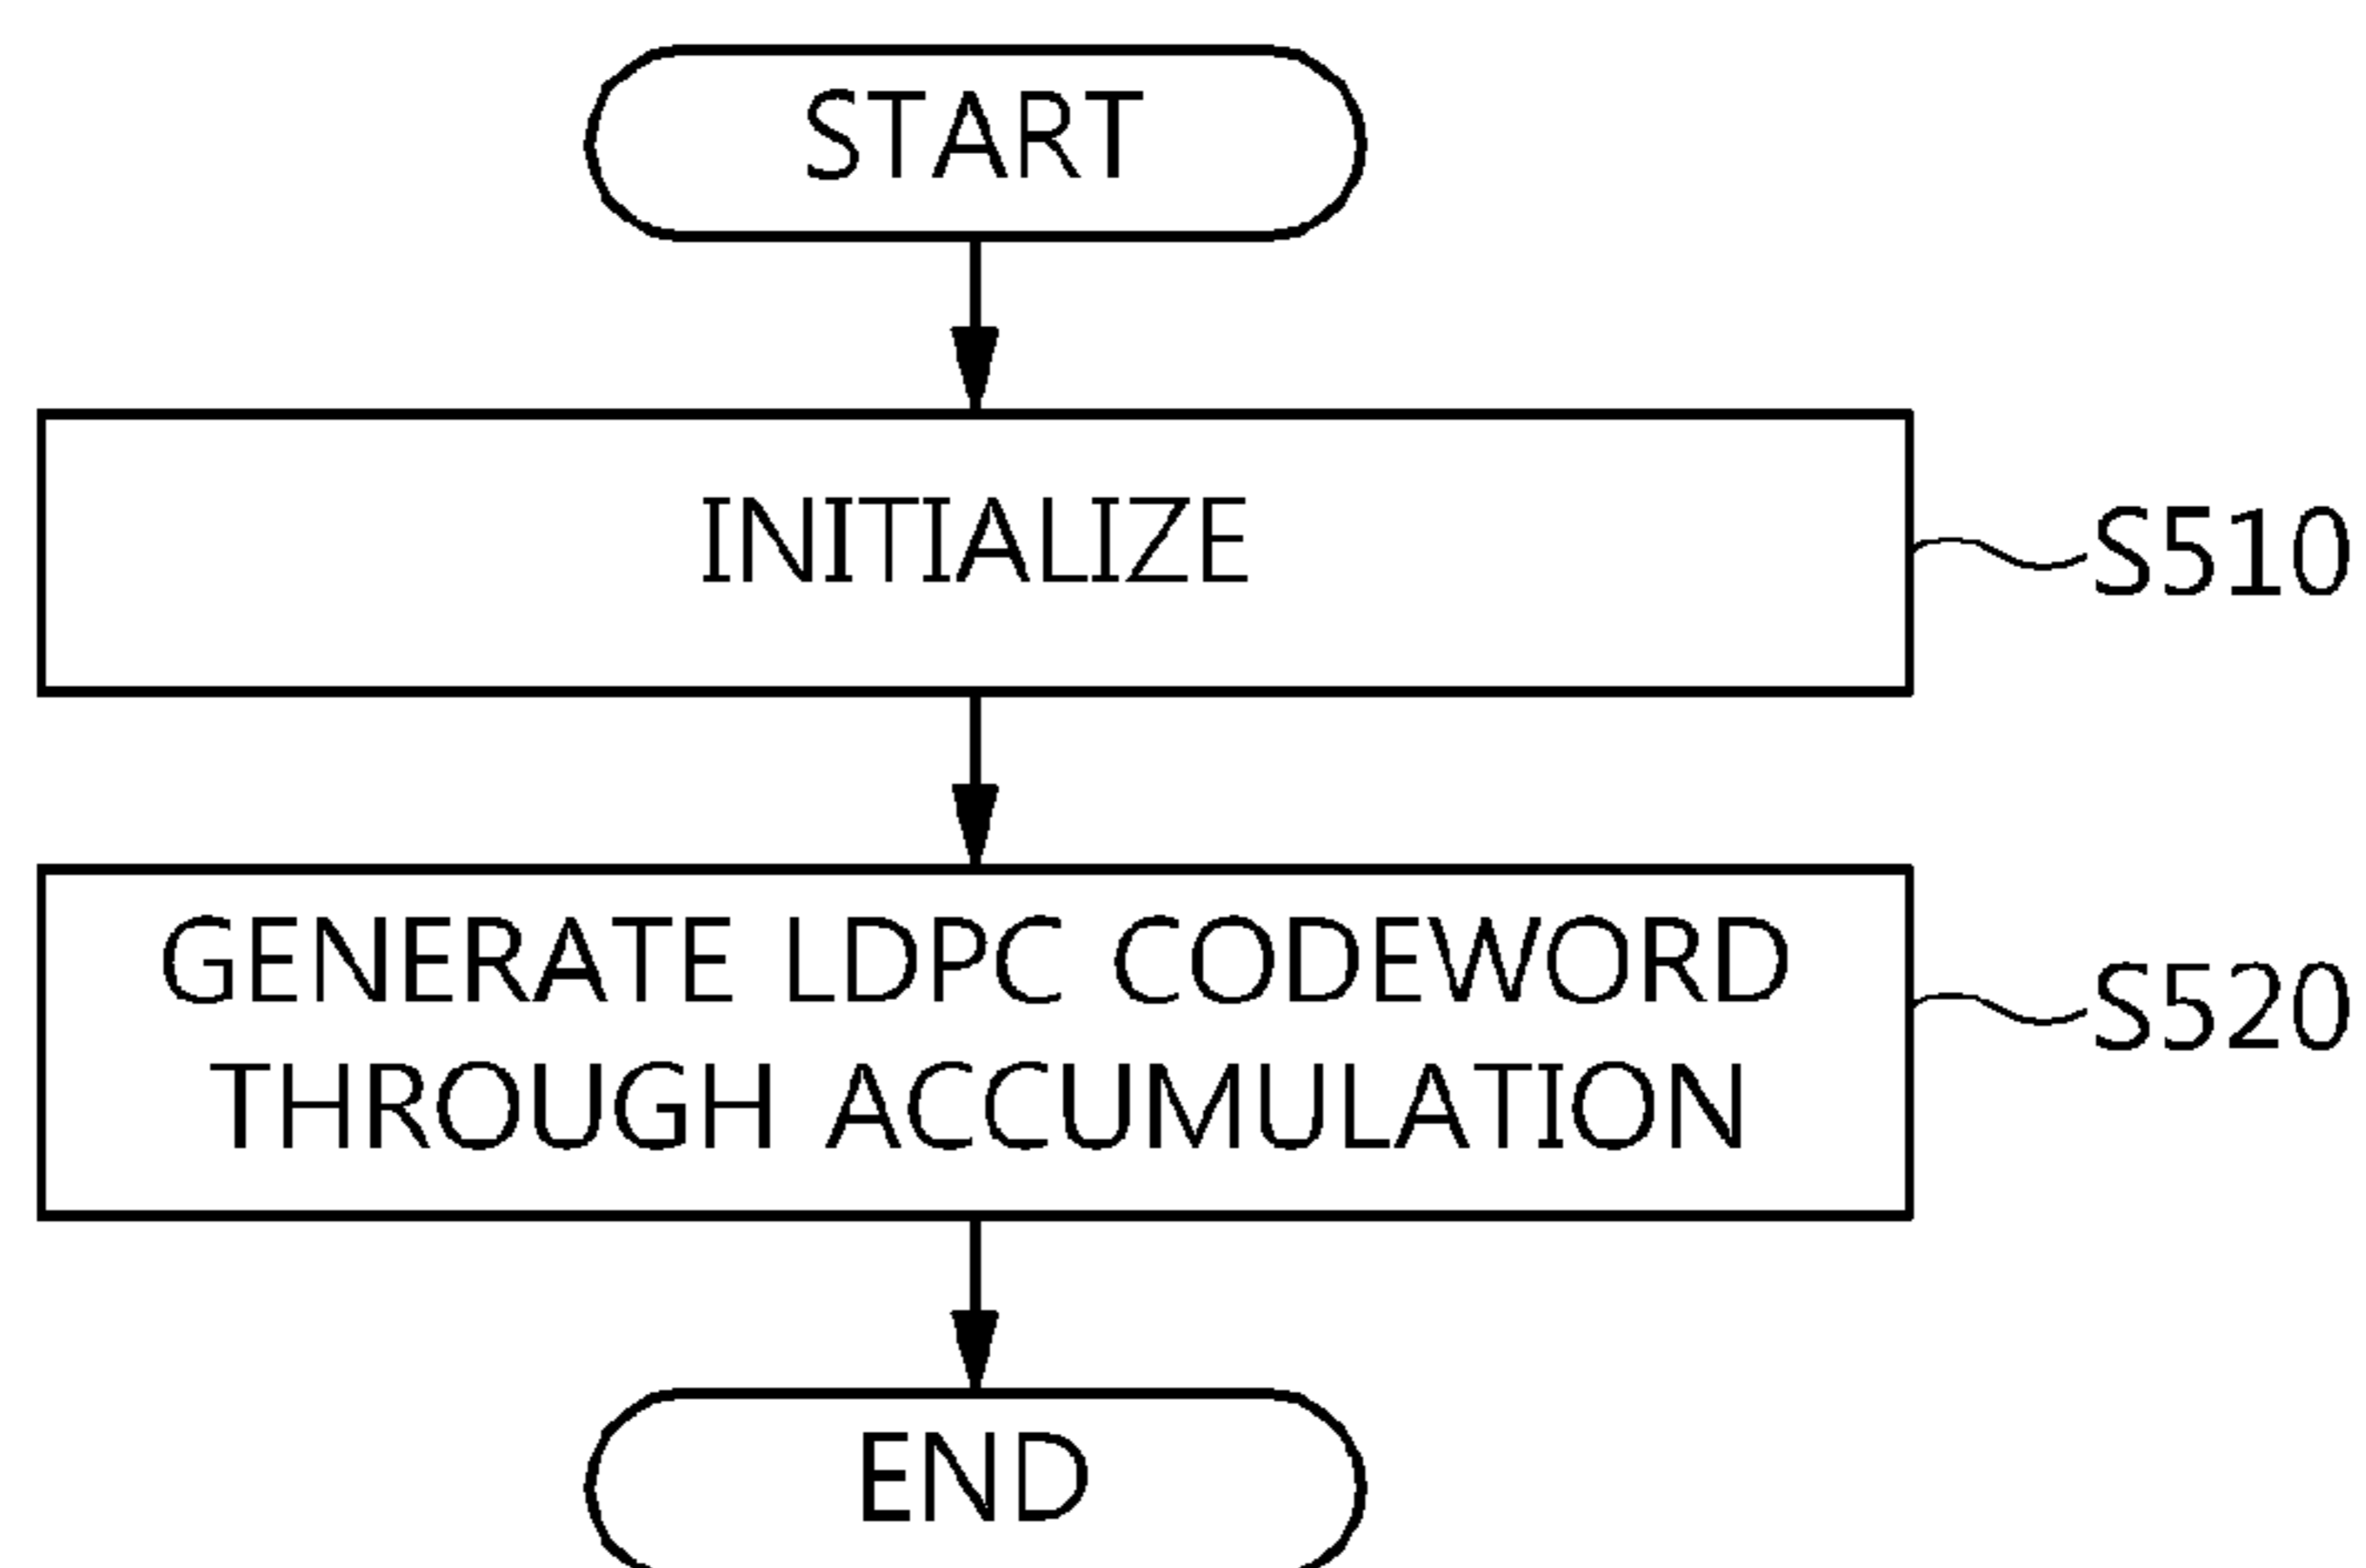 START
INITIALIZE
S510
GENERATE LDPC CODEWORD
THROUGH ACCUMULATION
S520
END